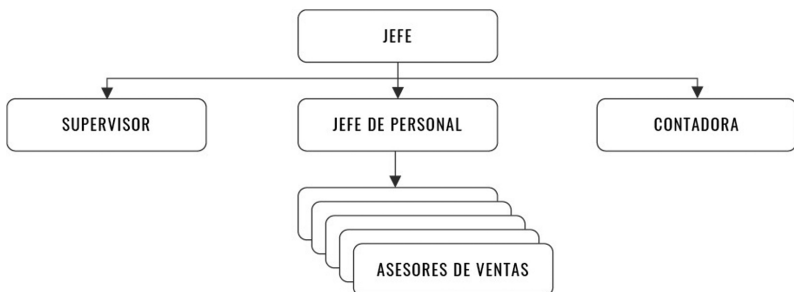 JEFE
SUPERVISOR
JEFE DE PERSONAL
CONTADORA
ASESORES DE VENTAS